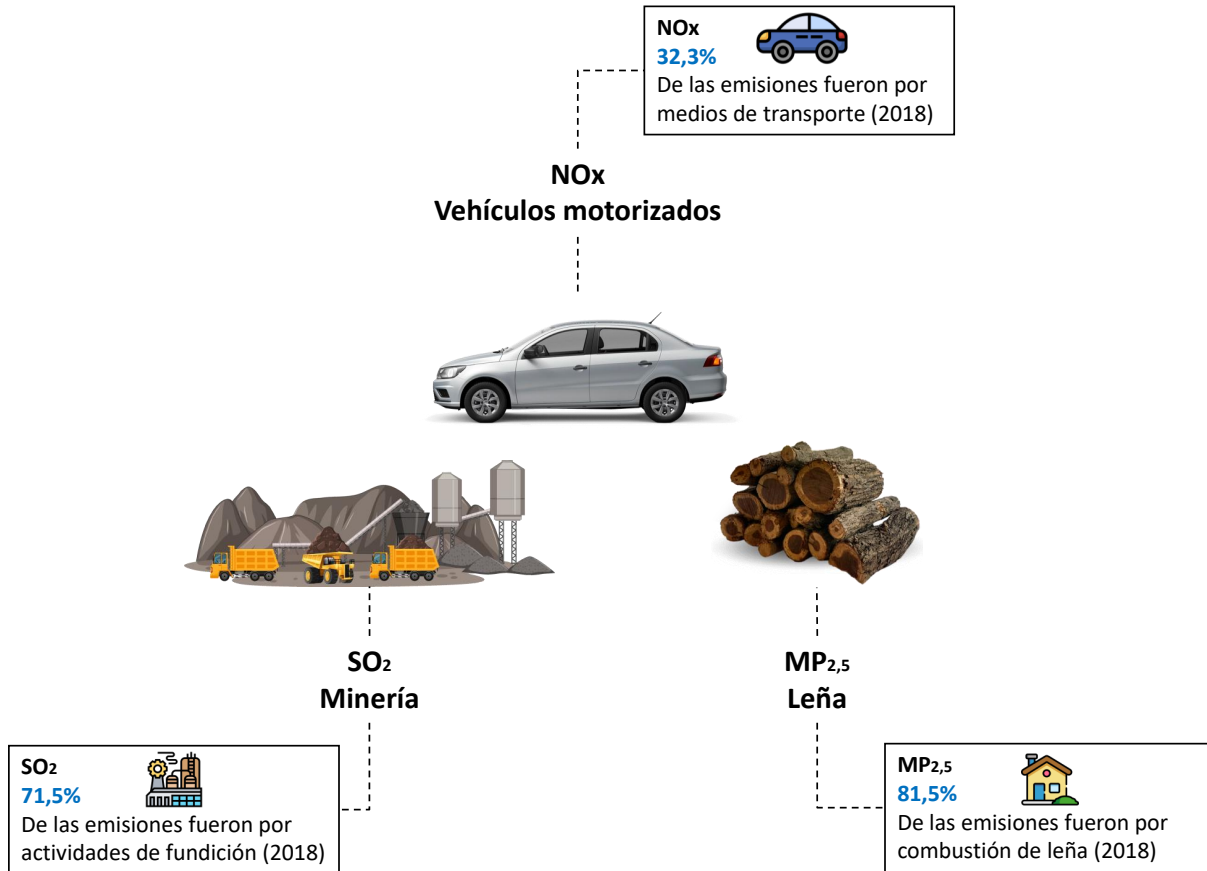 NOx
32,3%
De las emisiones fueron por
medios de transporte (2018)
NOx
Vehículos motorizados
SO₂
Minería
MP₂,₅
Leña
SO₂
71,5%
De las emisiones fueron por
actividades de fundición (2018)
MP₂,₅
81,5%
De las emisiones fueron por
combustión de leña (2018)